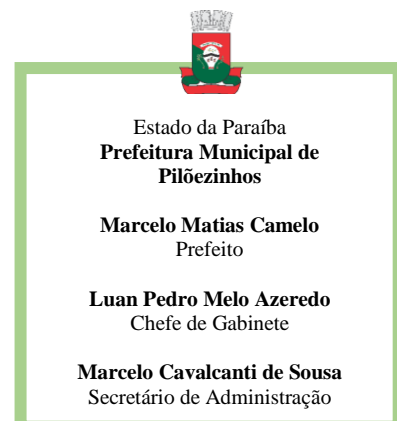 Estado da Paraíba
Prefeitura Municipal de
Pilõezinhos
Marcelo Matias Camelo
Prefeito
Luan Pedro Melo Azeredo
Chefe de Gabinete
Marcelo Cavalcanti de Sousa
Secretário de Administração